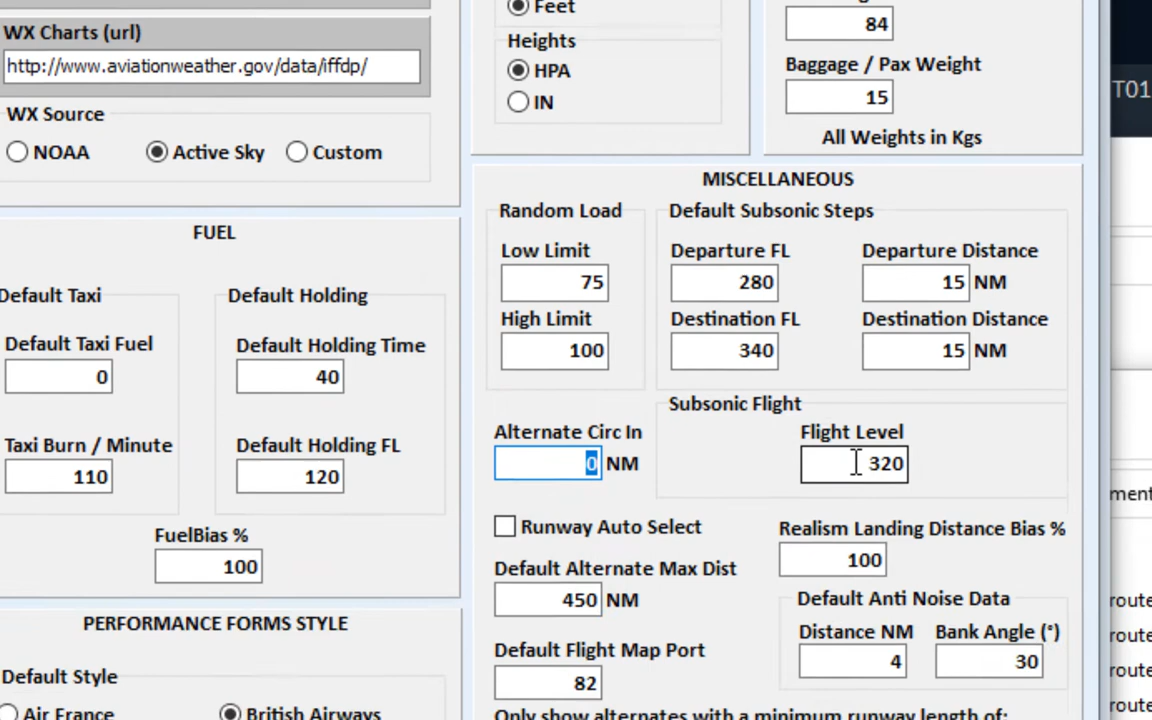 WX Charts (url)
http://www.aviationweather.gov/data/iffdp/
WX Source
NOAA
Active Sky
Custom
FUEL
Default Taxi
Default Taxi Fuel
0
Taxi Burn / Minute
110
Default Holding
Default Holding Time
40
Default Holding FL
120
FuelBias %
100
PERFORMANCE FORMS STYLE
Default Style
Air France
British Airways
Feet
Heights
HPA
IN
84
Baggage / Pax Weight
15
All Weights in Kgs
MISCELLANEOUS
Random Load
Low Limit
75
High Limit
100
Default Subsonic Steps
Departure FL
280
Departure Distance
15 NM
Destination FL
340
Destination Distance
15 NM
Alternate Circ In
0 NM
Subsonic Flight
Flight Level
320
Runway Auto Select
Default Alternate Max Dist
450 NM
Default Flight Map Port
82
Realism Landing Distance Bias %
100
Default Anti Noise Data
Distance NM
4
Bank Angle (°)
30
Only show alternates with a minimum runway length of:
T01
ment
route
route
route
route